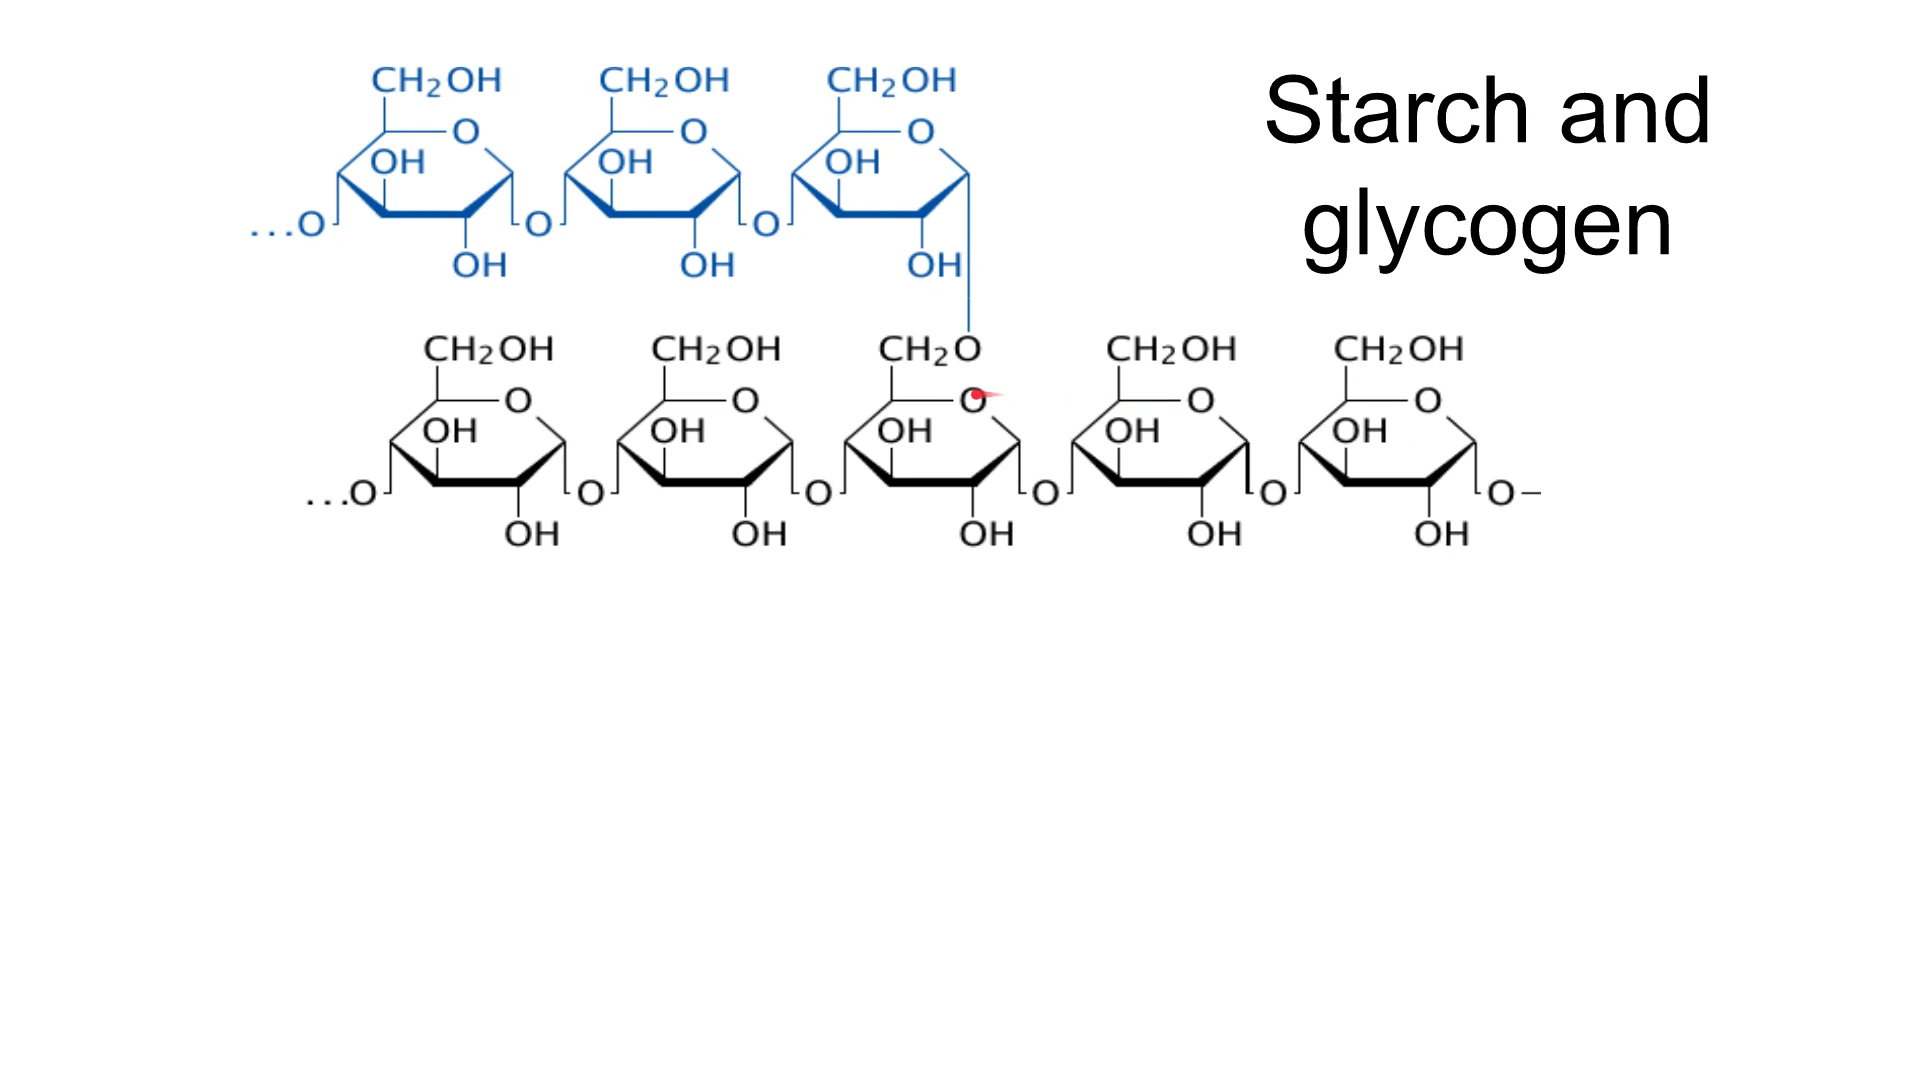 Starch and
glycogen
CH₂OH CH₂OH CH₂OH
O O O
OH OH OH
...O O O
OH OH OH
CH₂OH CH₂OH CH₂O CH₂OH CH₂OH
O O O O O
OH OH OH OH OH
...O O O O O O–
OH OH OH OH OH